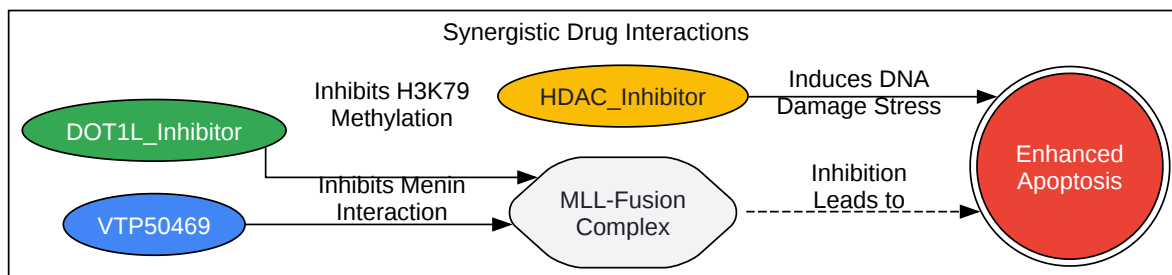 Synergistic Drug Interactions
Inhibits H3K79
Methylation
HDAC_Inhibitor
Induces DNA
Damage Stress
DOT1L_Inhibitor
Enhanced
Apoptosis
Inhibits Menin
Interaction
MLL-Fusion
Complex
Inhibition
Leads to
VTP50469